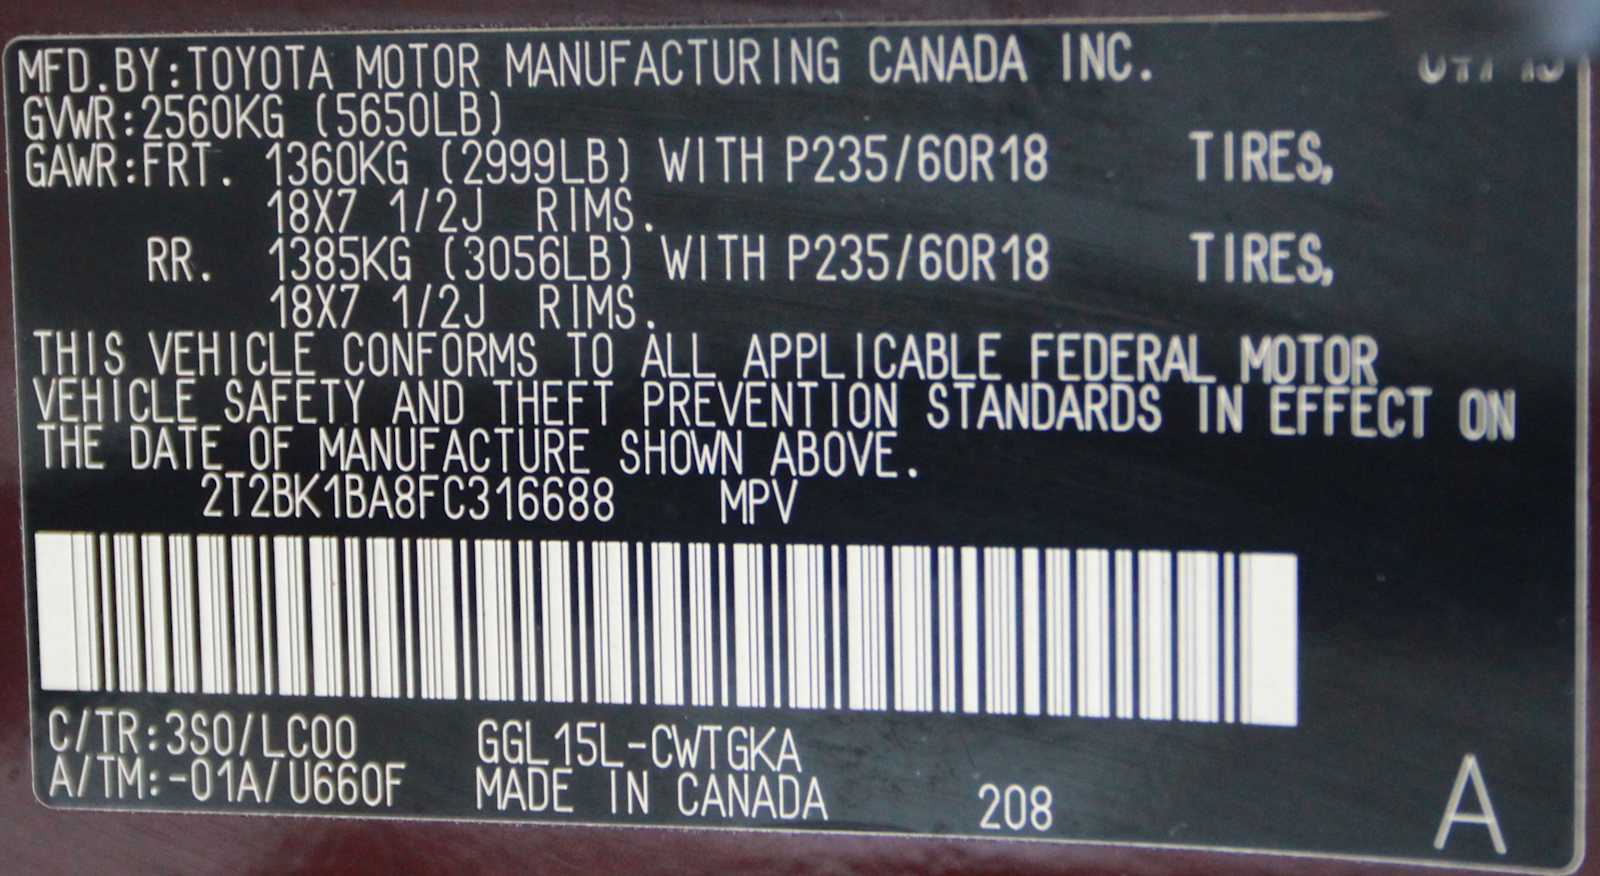 MFD.BY:TOYOTA MOTOR MANUFACTURING CANADA INC.
GVWR:2560KG (5650LB)
GAWR:FRT. 1360KG (2999LB) WITH P235/60R18 TIRES,
18X7 1/2J RIMS.
RR. 1385KG (3056LB) WITH P235/60R18 TIRES,
18X7 1/2J RIMS.
THIS VEHICLE CONFORMS TO ALL APPLICABLE FEDERAL MOTOR
VEHICLE SAFETY AND THEFT PREVENTION STANDARDS IN EFFECT ON
THE DATE OF MANUFACTURE SHOWN ABOVE.
2T2BK1BA8FC316688 MPV
C/TR:3S0/LC00 GGL15L-CWTGKA
A/TM:-01A/U660F MADE IN CANADA 208 A